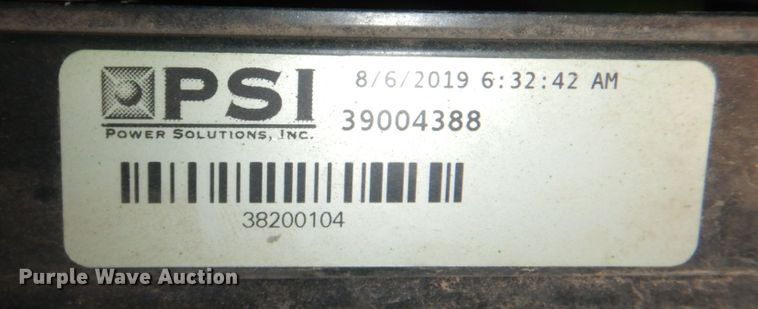 PSI
POWER SOLUTIONS, INC.
8/6/2019 6:32:42 AM
39004388
38200104
Purple Wave Auction